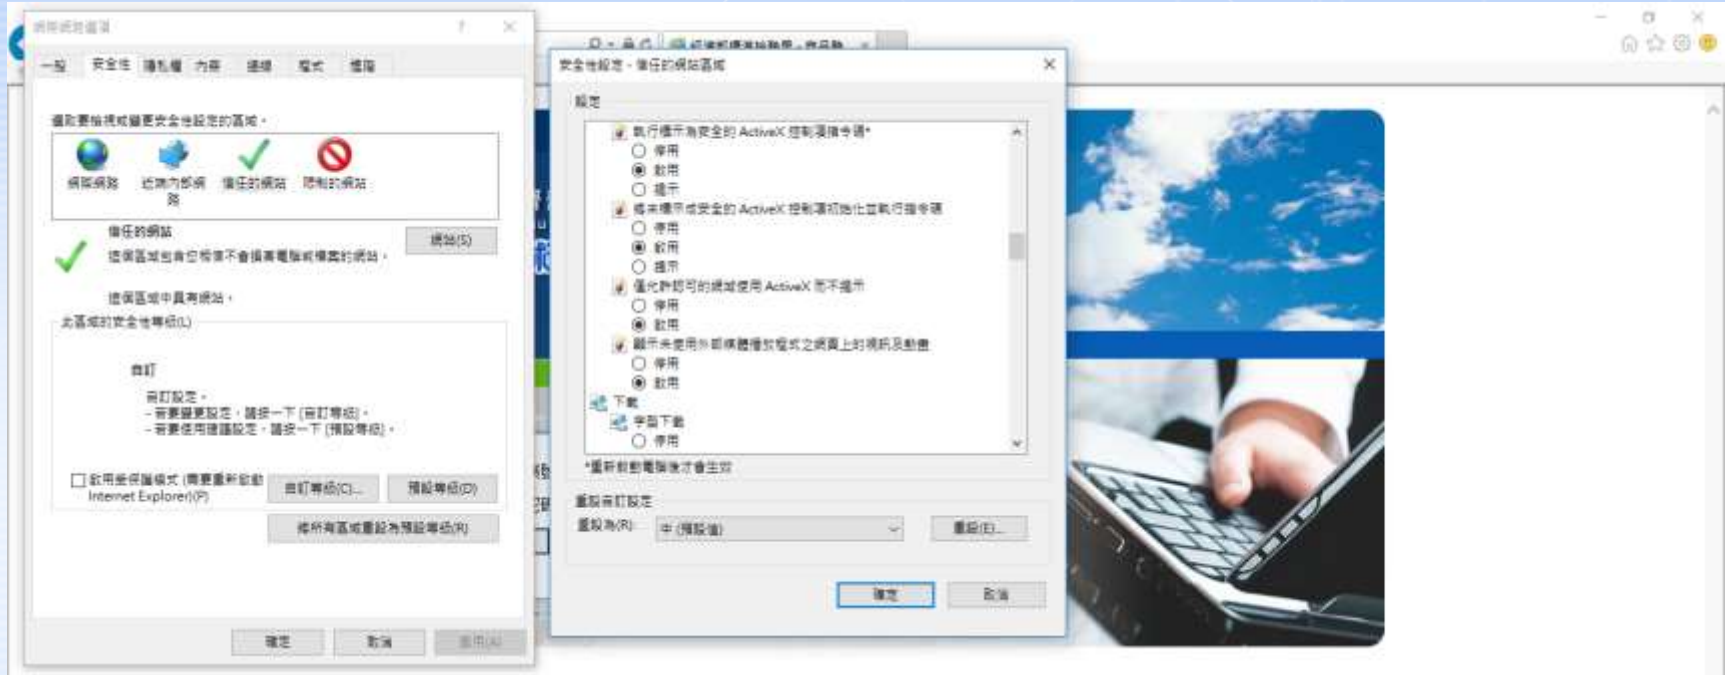 網際網路選項
?
一般 安全性 隱私權 內容 連線 程式 進階
選取要檢視或變更安全性設定的區域。
網際網路 近端內部網路 信任的網站 限制的網站
信任的網站
網站(S)
這個區域包含您相信不會損害電腦或檔案的網站。
這個區域中具有網站。
此區域的安全性等級(L)
自訂
自訂設定。
- 若要變更設定，請按一下 [自訂等級]。
- 若要使用建議設定，請按一下 [預設等級]。
啟用受保護模式 (需要重新啟動
Internet Explorer)(P)
自訂等級(C)... 預設等級(D)
將所有區域重設為預設等級(R)
確定 取消 套用(A)
安全性設定 - 信任的網站區域
設定
執行標示為安全的 ActiveX 控制項指令碼*
停用
啟用
提示
將未標示成安全的 ActiveX 控制項初始化並執行指令碼
停用
啟用
提示
僅允許認可的網域使用 ActiveX 而不提示
停用
啟用
顯示未使用外部媒體播放程式之網頁上的視訊及動畫
停用
啟用
下載
字型下載
停用
*重新啟動電腦後才會生效
重設自訂設定
重設為(R): 中 (預設值) 重設(E)...
確定 取消